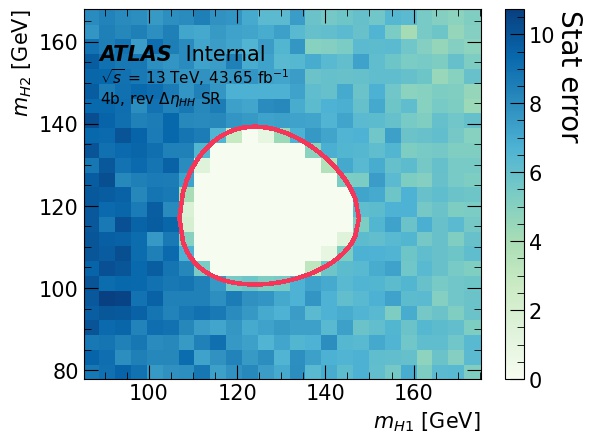 ATLAS Internal
√s = 13 TeV, 43.65 fb⁻¹
4b, rev Δη_HH SR
m_H2 [GeV]
160
140
120
100
80
100 120 140 160
m_H1 [GeV]
10
8
6
4
2
0
Stat error